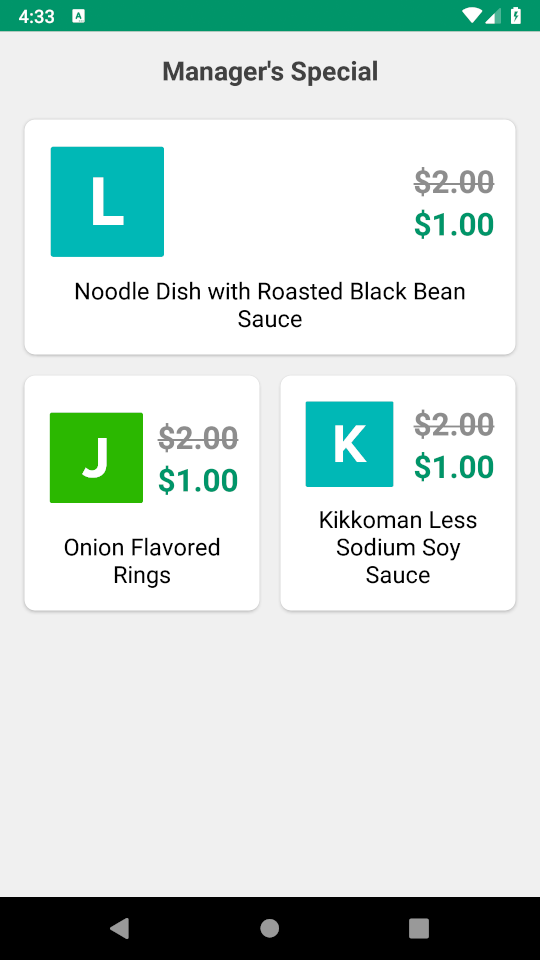 4:33
A
Manager's Special
L
$2.00
$1.00
Noodle Dish with Roasted Black Bean
Sauce
J
$2.00
$1.00
Onion Flavored
Rings
K
$2.00
$1.00
Kikkoman Less
Sodium Soy
Sauce